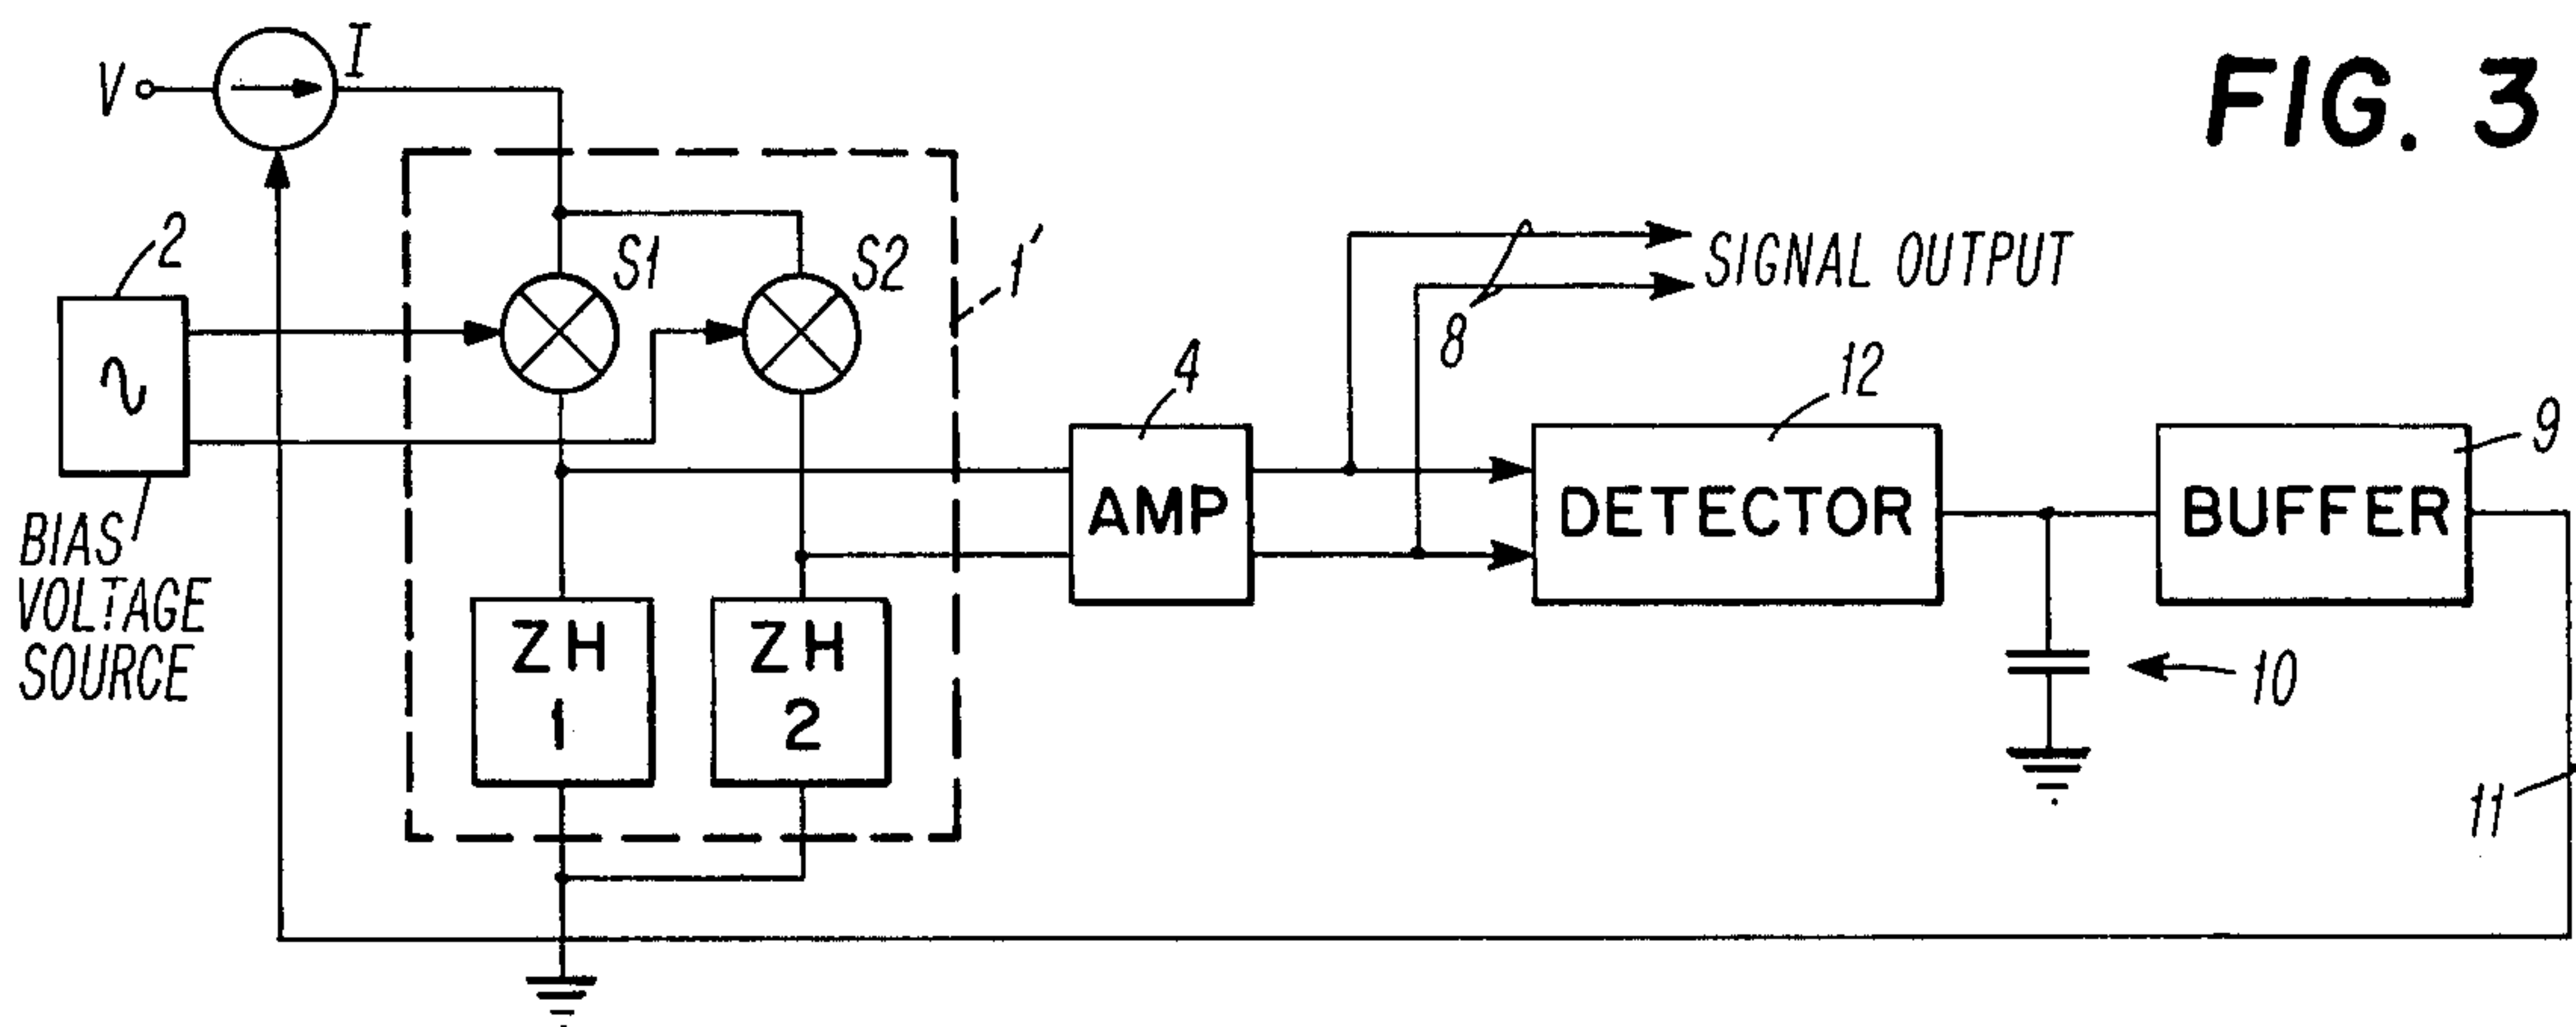 FIG. 3
V
I
2
S1
S2
1'
SIGNAL OUTPUT
8
4
12
9
AMP
DETECTOR
BUFFER
BIAS
VOLTAGE
SOURCE
ZH
1
ZH
2
10
11